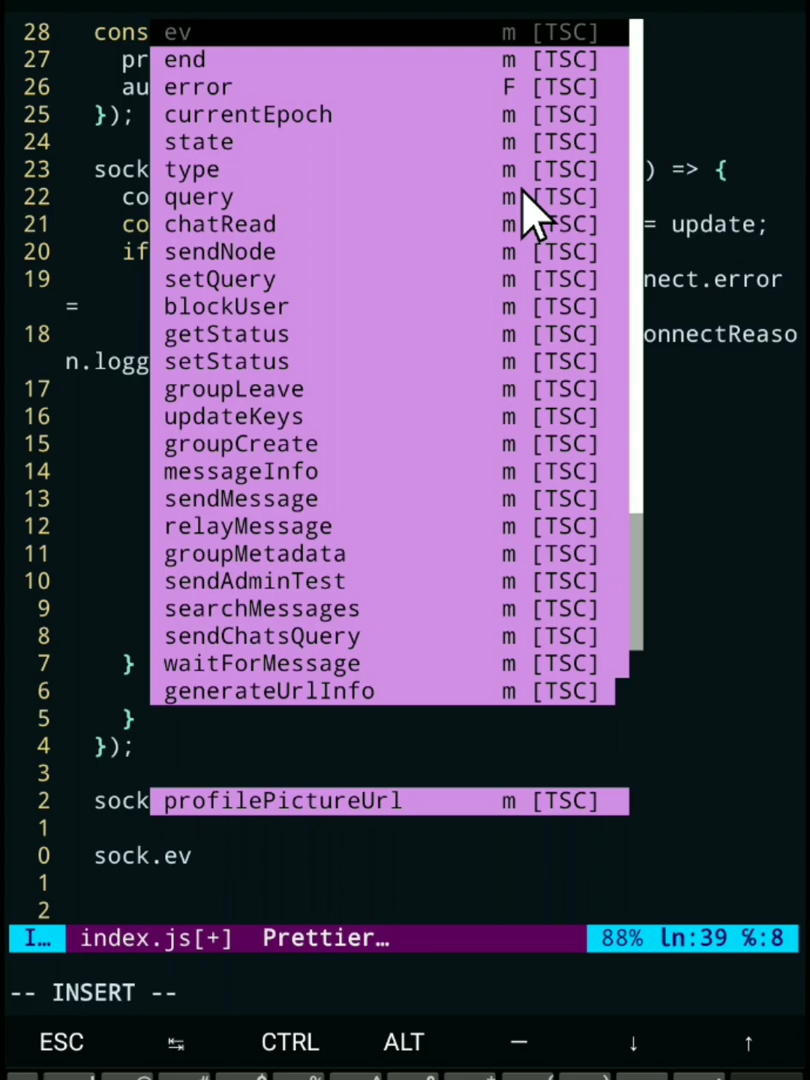 28 cons ev m [TSC]
27 pr end m [TSC]
26 au error F [TSC]
25 }); currentEpoch m [TSC]
24 state m [TSC]
23 sock type m [TSC] ) => {
22 co query m [TSC]
21 co chatRead m [TSC] = update;
20 if sendNode m [TSC]
19 setQuery m [TSC] nect.error
= blockUser m [TSC]
18 getStatus m [TSC] onnectReaso
n.logg setStatus m [TSC]
17 groupLeave m [TSC]
16 updateKeys m [TSC]
15 groupCreate m [TSC]
14 messageInfo m [TSC]
13 sendMessage m [TSC]
12 relayMessage m [TSC]
11 groupMetadata m [TSC]
10 sendAdminTest m [TSC]
9 searchMessages m [TSC]
8 sendChatsQuery m [TSC]
7 } waitForMessage m [TSC]
6 generateUrlInfo m [TSC]
5 }
4 });
3
2 sock profilePictureUrl m [TSC]
1
0 sock.ev
1
2
I… index.js[+] Prettier… 88% ln:39 ℅:8
-- INSERT --
ESC ↹ CTRL ALT — ↓ ↑